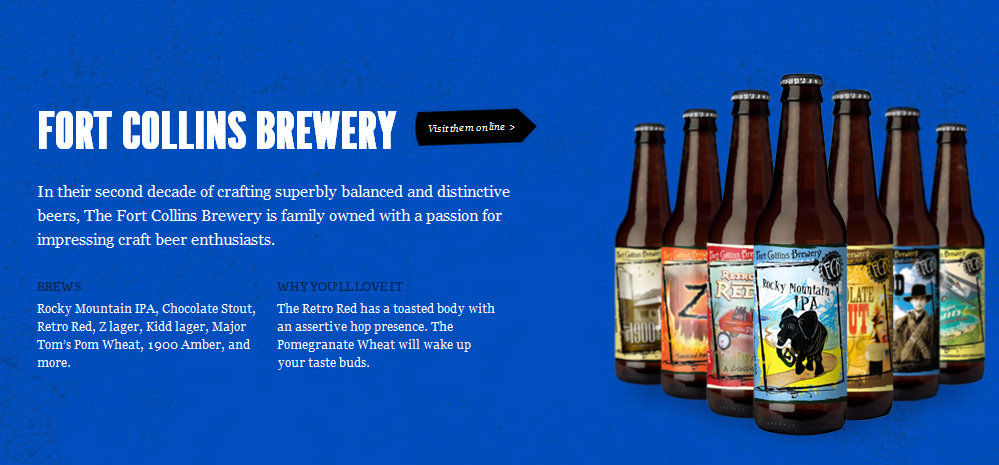 FORT COLLINS BREWERY
Visit them online >
In their second decade of crafting superbly balanced and distinctive
beers, The Fort Collins Brewery is family owned with a passion for
impressing craft beer enthusiasts.
BREWS
Rocky Mountain IPA, Chocolate Stout,
Retro Red, Z lager, Kidd lager, Major
Tom's Pom Wheat, 1900 Amber, and
more.
WHY YOU'LL LOVE IT
The Retro Red has a toasted body with
an assertive hop presence. The
Pomegranate Wheat will wake up
your taste buds.
Fort Collins Brewery
FCB
Rocky Mountain
IPA
Z
1900